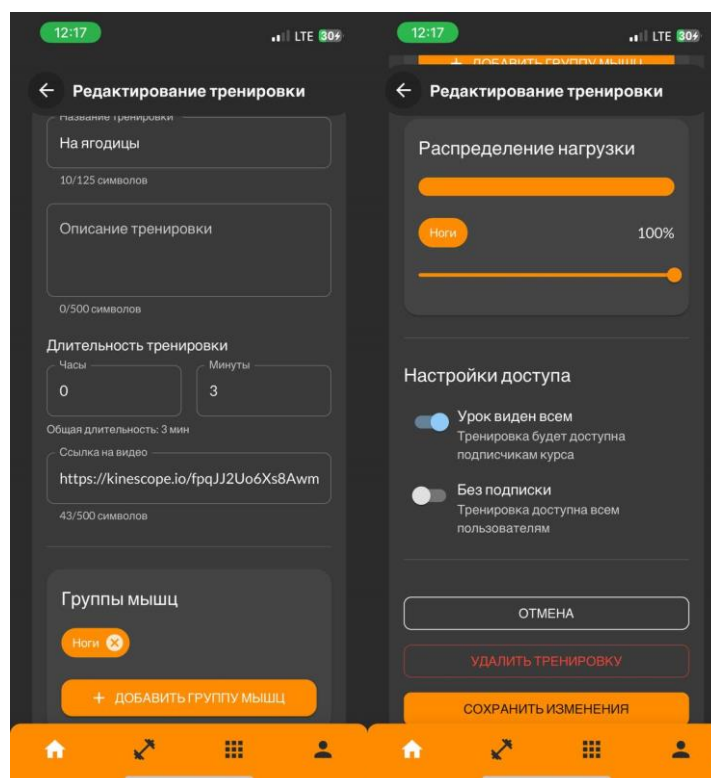 12:17
LTE 30
Редактирование тренировки
Название тренировки
На ягодицы
10/125 символов
Описание тренировки
0/500 символов
Длительность тренировки
Часы
0
Минуты
3
Общая длительность: 3 мин
Ссылка на видео
https://kinescope.io/fpqJJ2Uo6Xs8Awm
43/500 символов
Группы мышц
Ноги
+ ДОБАВИТЬ ГРУППУ МЫШЦ
12:17
LTE 30
+ ДОБАВИТЬ ГРУППУ МЫШЦ
Редактирование тренировки
Распределение нагрузки
Ноги 100%
Настройки доступа
Урок виден всем
Тренировка будет доступна
подписчикам курса
Без подписки
Тренировка доступна всем
пользователям
ОТМЕНА
УДАЛИТЬ ТРЕНИРОВКУ
СОХРАНИТЬ ИЗМЕНЕНИЯ